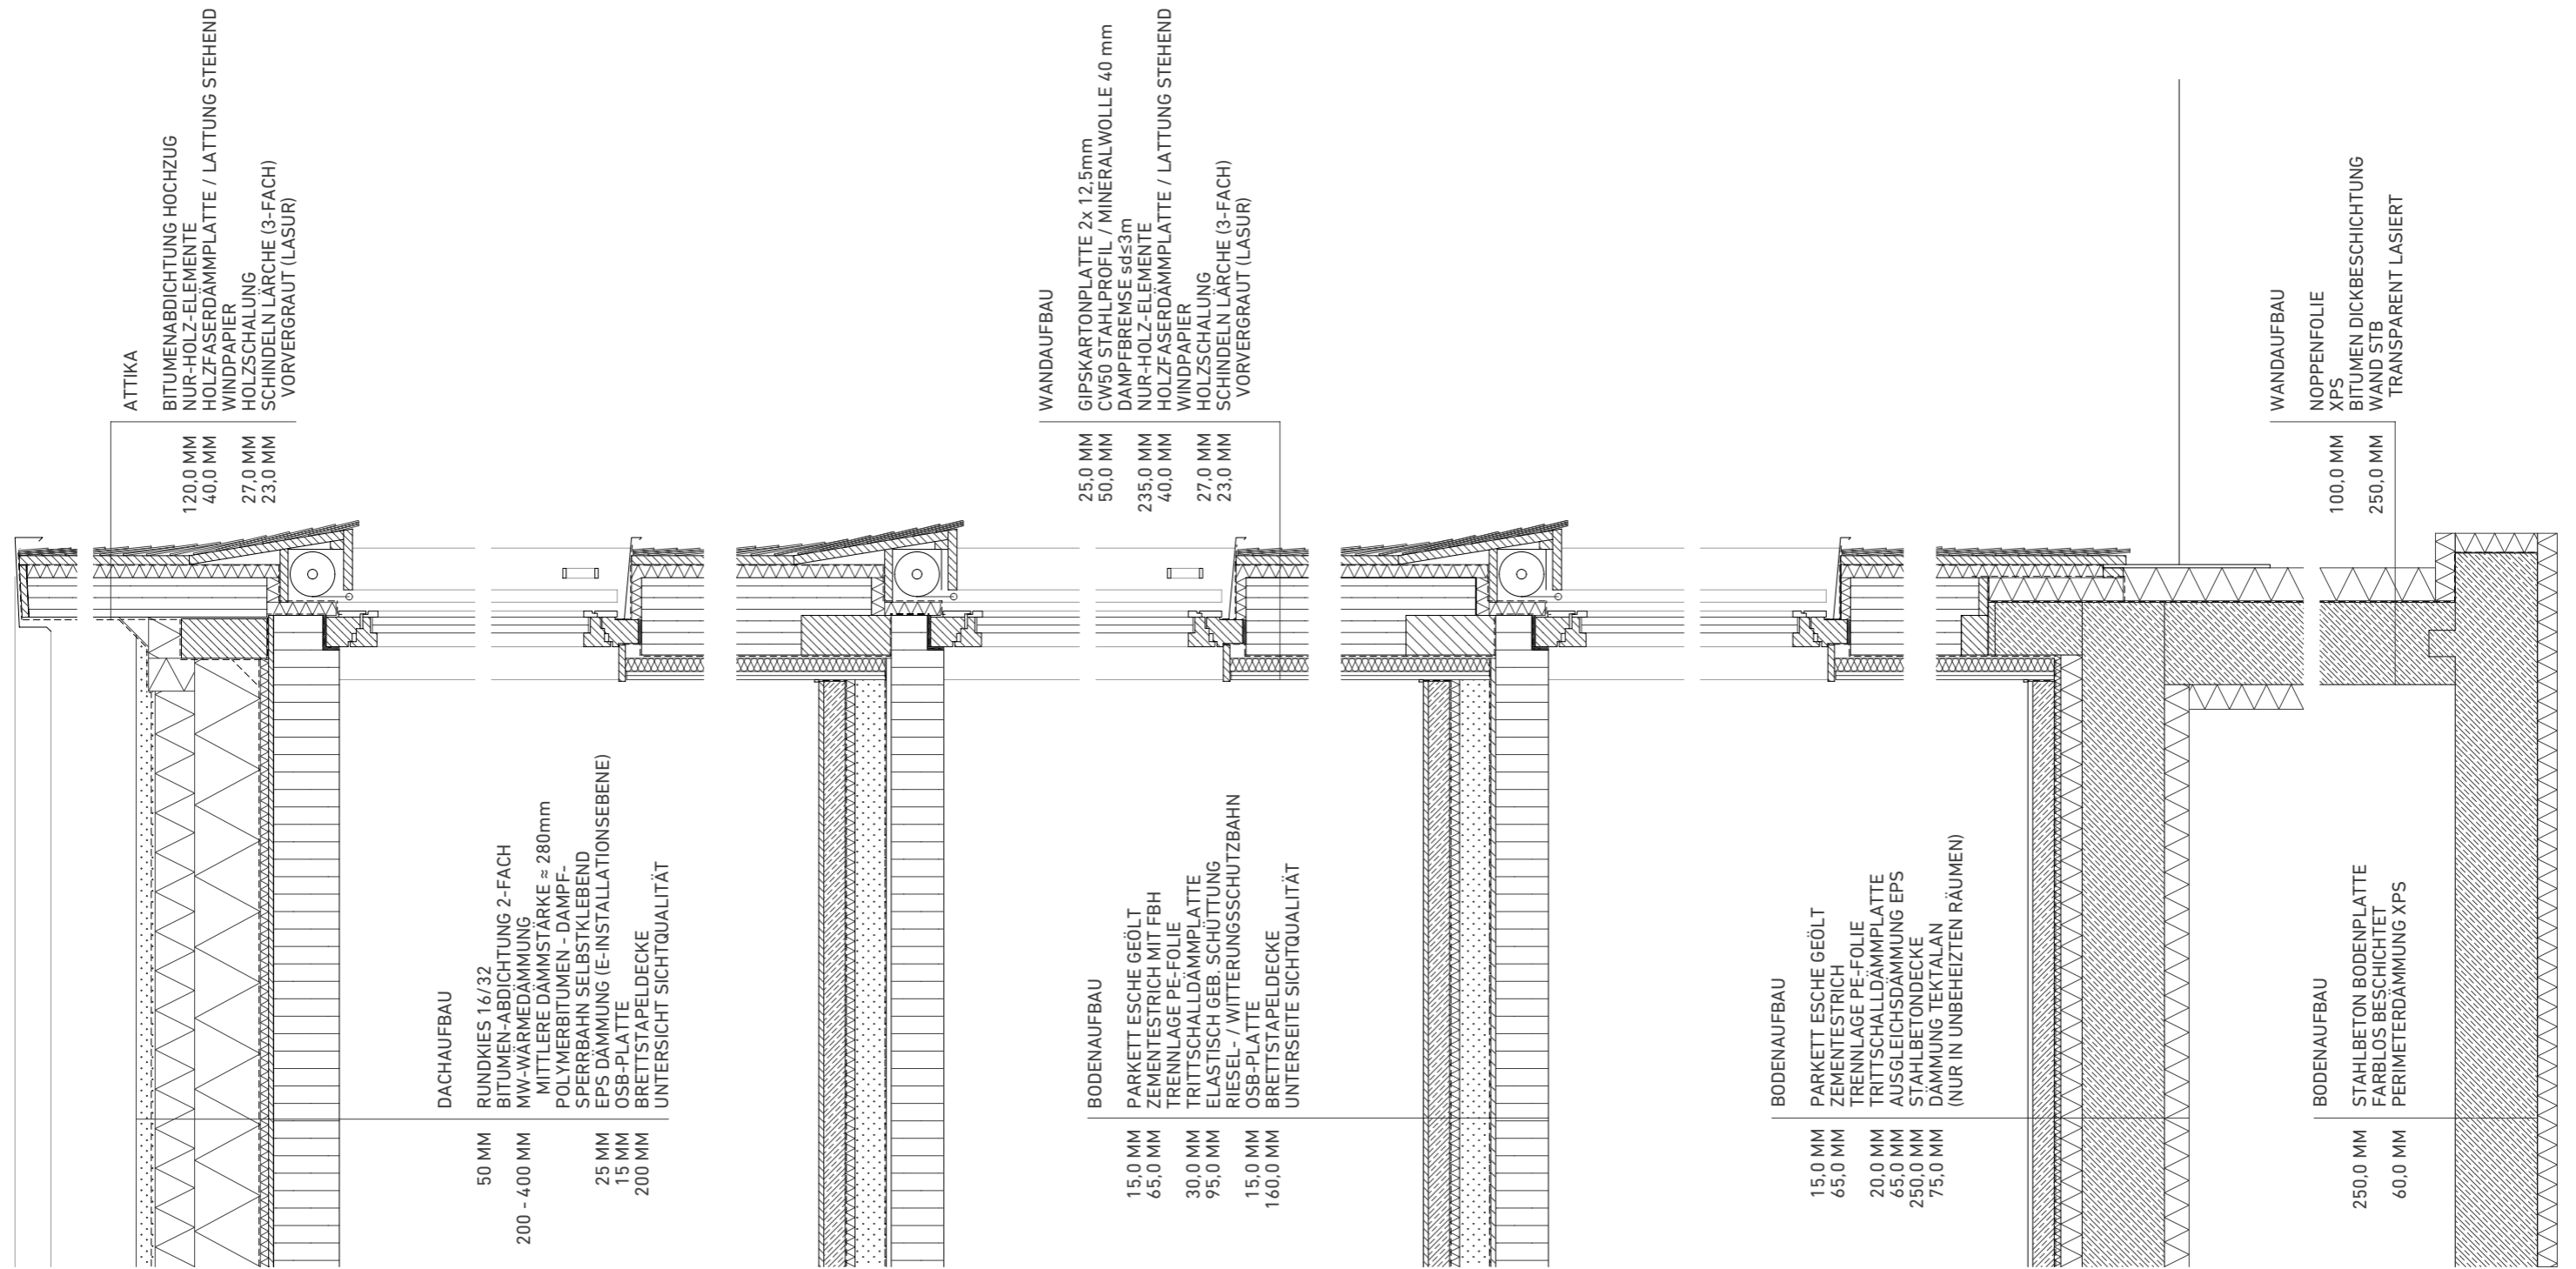 ATTIKA
BITUMENABDICHTUNG HOCHZUG
120,0 MM NUR-HOLZ-ELEMENTE
40,0 MM HOLZFASERDÄMMPLATTE / LATTUNG STEHEND
WINDPAPIER
27,0 MM HOLZSCHALUNG
23,0 MM SCHINDELN LÄRCHE (3-FACH)
VORVERGRAUT (LASUR)
DACHAUFBAU
50 MM RUNDKIES 16/32
BITUMEN-ABDICHTUNG 2-FACH
200 - 400 MM MW-WÄRMEDÄMMUNG
MITTLERE DÄMMSTÄRKE ≈ 280mm
POLYMERBITUMEN - DAMPF-
SPERRBAHN SELBSTKLEBEND
25 MM EPS DÄMMUNG (E-INSTALLATIONSEBENE)
15 MM OSB-PLATTE
200 MM BRETTSTAPELDECKE
UNTERSICHT SICHTQUALITÄT
WANDAUFBAU
25,0 MM GIPSKARTONPLATTE 2x 12,5mm
50,0 MM CW50 STAHLPROFIL / MINERALWOLLE 40 mm
DAMPFBREMSE sd≤3m
235,0 MM NUR-HOLZ-ELEMENTE
40,0 MM HOLZFASERDÄMMPLATTE / LATTUNG STEHEND
WINDPAPIER
27,0 MM HOLZSCHALUNG
23,0 MM SCHINDELN LÄRCHE (3-FACH)
VORVERGRAUT (LASUR)
BODENAUFBAU
15,0 MM PARKETT ESCHE GEÖLT
65,0 MM ZEMENTESTRICH MIT FBH
TRENNLAGE PE-FOLIE
30,0 MM TRITTSCHALLDÄMMPLATTE
95,0 MM ELASTISCH GEB. SCHÜTTUNG
RIESEL- / WITTERUNGSSCHUTZBAHN
15,0 MM OSB-PLATTE
160,0 MM BRETTSTAPELDECKE
UNTERSEITE SICHTQUALITÄT
BODENAUFBAU
15,0 MM PARKETT ESCHE GEÖLT
65,0 MM ZEMENTESTRICH
TRENNLAGE PE-FOLIE
20,0 MM TRITTSCHALLDÄMMPLATTE
65,0 MM AUSGLEICHSDÄMMUNG EPS
250,0 MM STAHLBETONDECKE
75,0 MM DÄMMUNG TEKTALAN
(NUR IN UNBEHEIZTEN RÄUMEN)
WANDAUFBAU
NOPPENFOLIE
100,0 MM XPS
BITUMEN DICKBESCHICHTUNG
250,0 MM WAND STB
TRANSPARENT LASIERT
BODENAUFBAU
250,0 MM STAHLBETON BODENPLATTE
FARBLOS BESCHICHTET
60,0 MM PERIMETERDÄMMUNG XPS